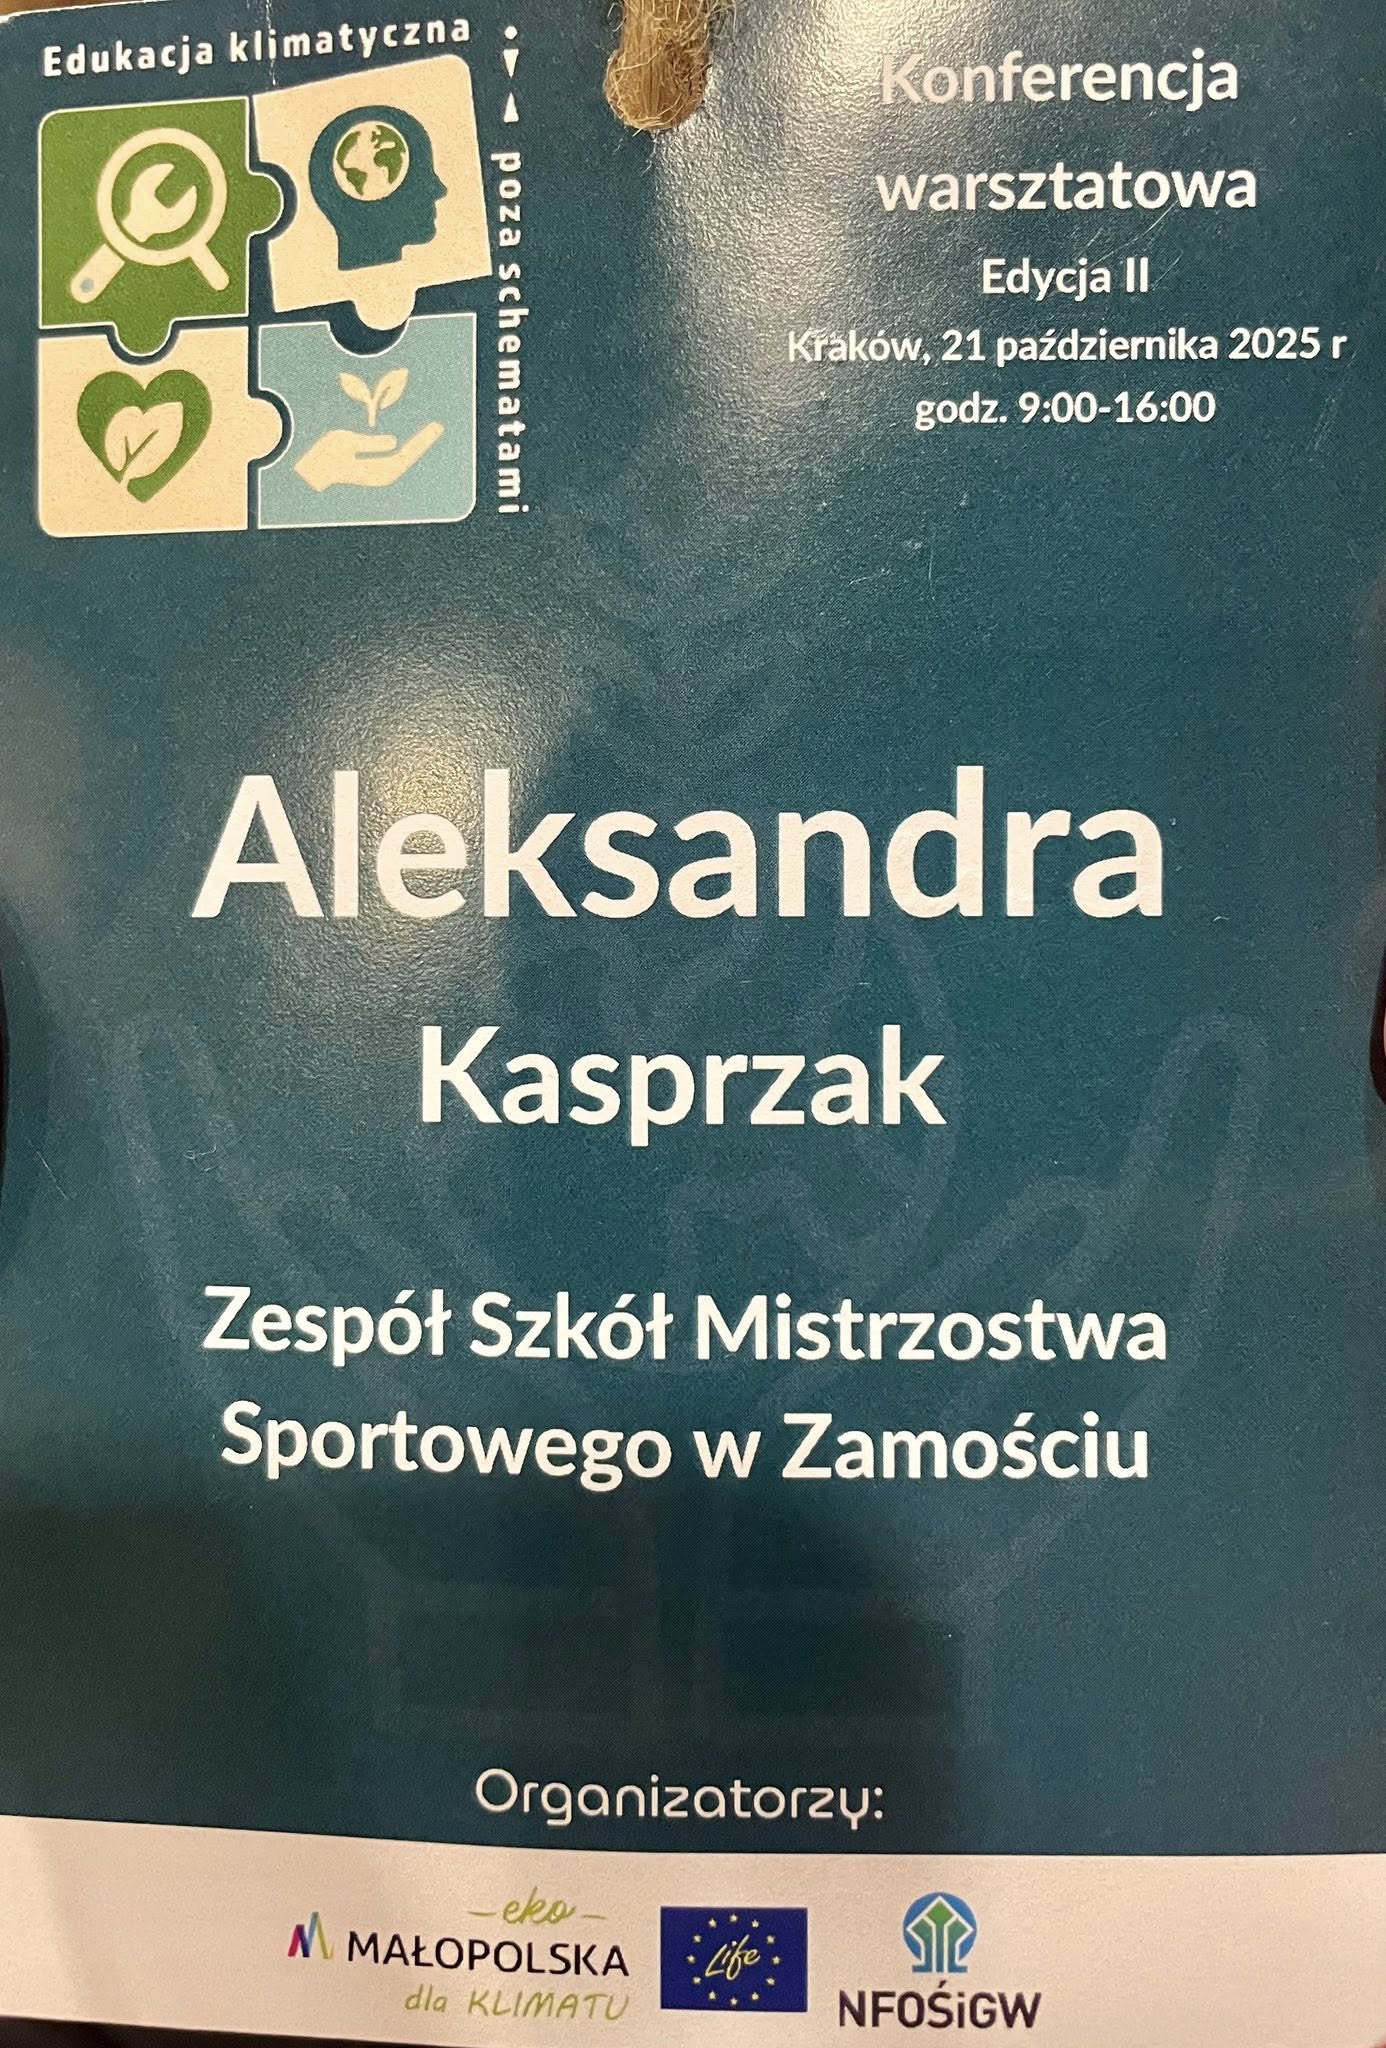 Edukacja klimatyczna
poza schematami
Konferencja
warsztatowa
Edycja II
Kraków, 21 października 2025 r
godz. 9:00-16:00
Aleksandra
Kasprzak
Zespół Szkół Mistrzostwa
Sportowego w Zamościu
Organizatorzy:
eko
MAŁOPOLSKA
dla KLIMATU
Life
NFOŚiGW